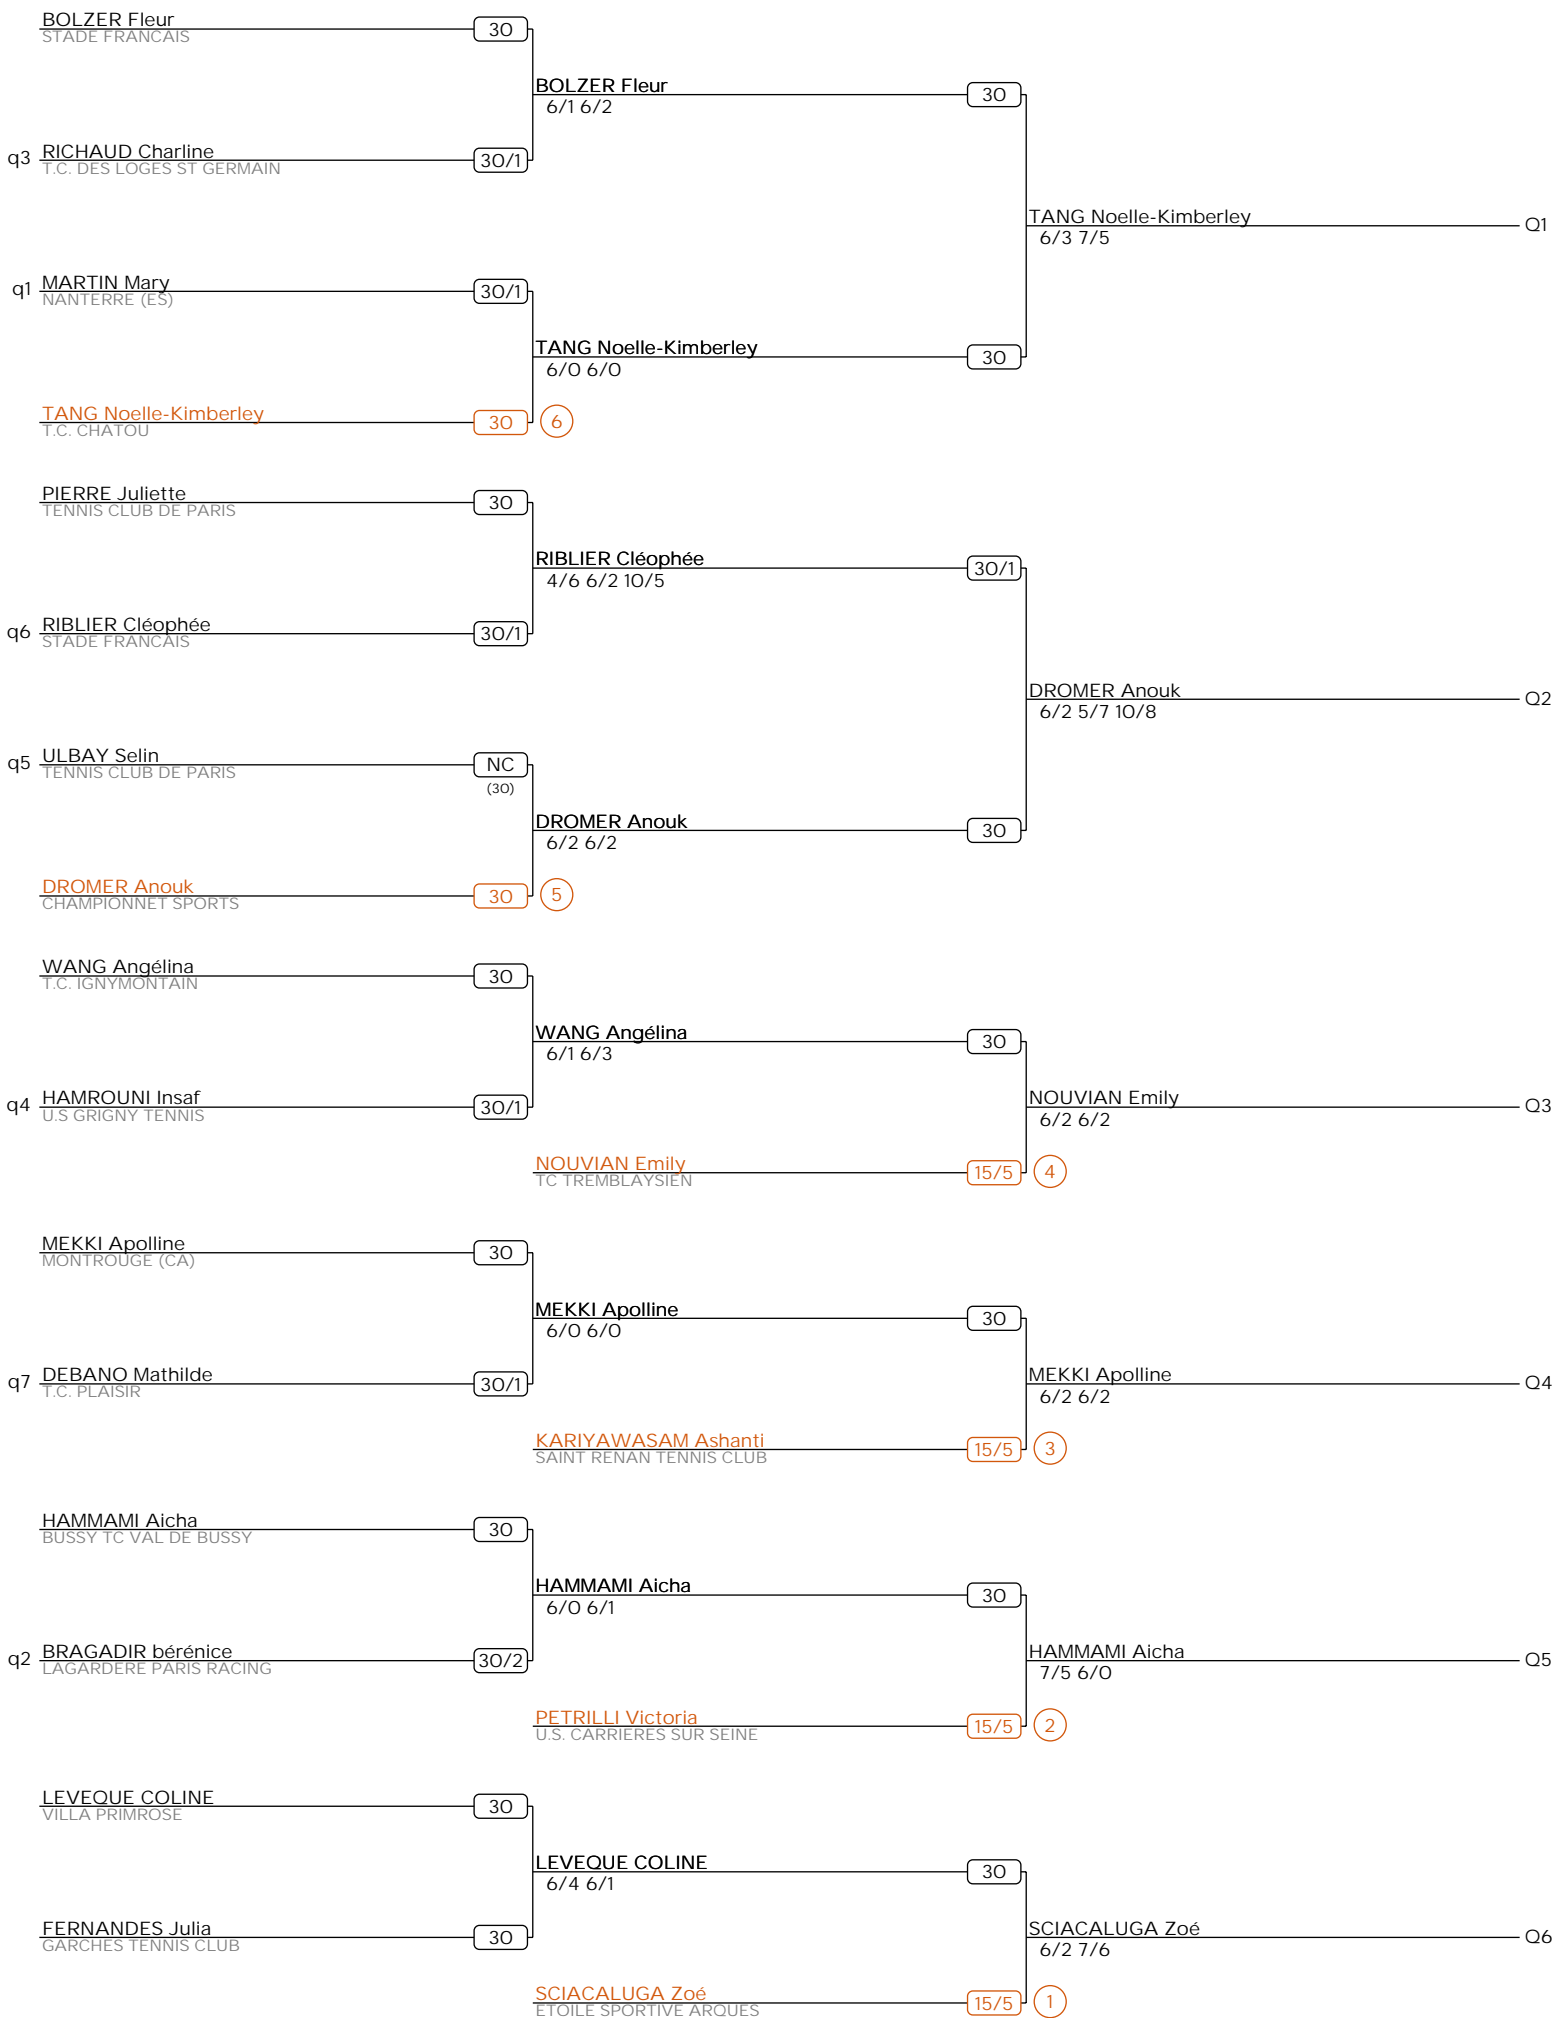 BOLZER Fleur
STADE FRANCAIS
30
BOLZER Fleur
6/1 6/2
30
q3 RICHAUD Charline
T.C. DES LOGES ST GERMAIN
30/1
TANG Noelle-Kimberley
6/3 7/5
Q1
q1 MARTIN Mary
NANTERRE (ES)
30/1
TANG Noelle-Kimberley
6/0 6/0
30
TANG Noelle-Kimberley
T.C. CHATOU
30 6
PIERRE Juliette
TENNIS CLUB DE PARIS
30
RIBLIER Cléophée
4/6 6/2 10/5
30/1
q6 RIBLIER Cléophée
STADE FRANCAIS
30/1
DROMER Anouk
6/2 5/7 10/8
Q2
q5 ULBAY Selin
TENNIS CLUB DE PARIS
NC
(30)
DROMER Anouk
6/2 6/2
30
DROMER Anouk
CHAMPIONNET SPORTS
30 5
WANG Angélina
T.C. IGNYMONTAIN
30
WANG Angélina
6/1 6/3
30
q4 HAMROUNI Insaf
U.S GRIGNY TENNIS
30/1
NOUVIAN Emily
6/2 6/2
Q3
NOUVIAN Emily
TC TREMBLAYSIEN
15/5 4
MEKKI Apolline
MONTROUGE (CA)
30
MEKKI Apolline
6/0 6/0
30
q7 DEBANO Mathilde
T.C. PLAISIR
30/1
MEKKI Apolline
6/2 6/2
Q4
KARIYAWASAM Ashanti
SAINT RENAN TENNIS CLUB
15/5 3
HAMMAMI Aicha
BUSSY TC VAL DE BUSSY
30
HAMMAMI Aicha
6/0 6/1
30
q2 BRAGADIR bérénice
LAGARDERE PARIS RACING
30/2
HAMMAMI Aicha
7/5 6/0
Q5
PETRILLI Victoria
U.S. CARRIERES SUR SEINE
15/5 2
LEVEQUE COLINE
VILLA PRIMROSE
30
LEVEQUE COLINE
6/4 6/1
30
FERNANDES Julia
GARCHES TENNIS CLUB
30
SCIACALUGA Zoé
6/2 7/6
Q6
SCIACALUGA Zoé
ETOILE SPORTIVE ARQUES
15/5 1